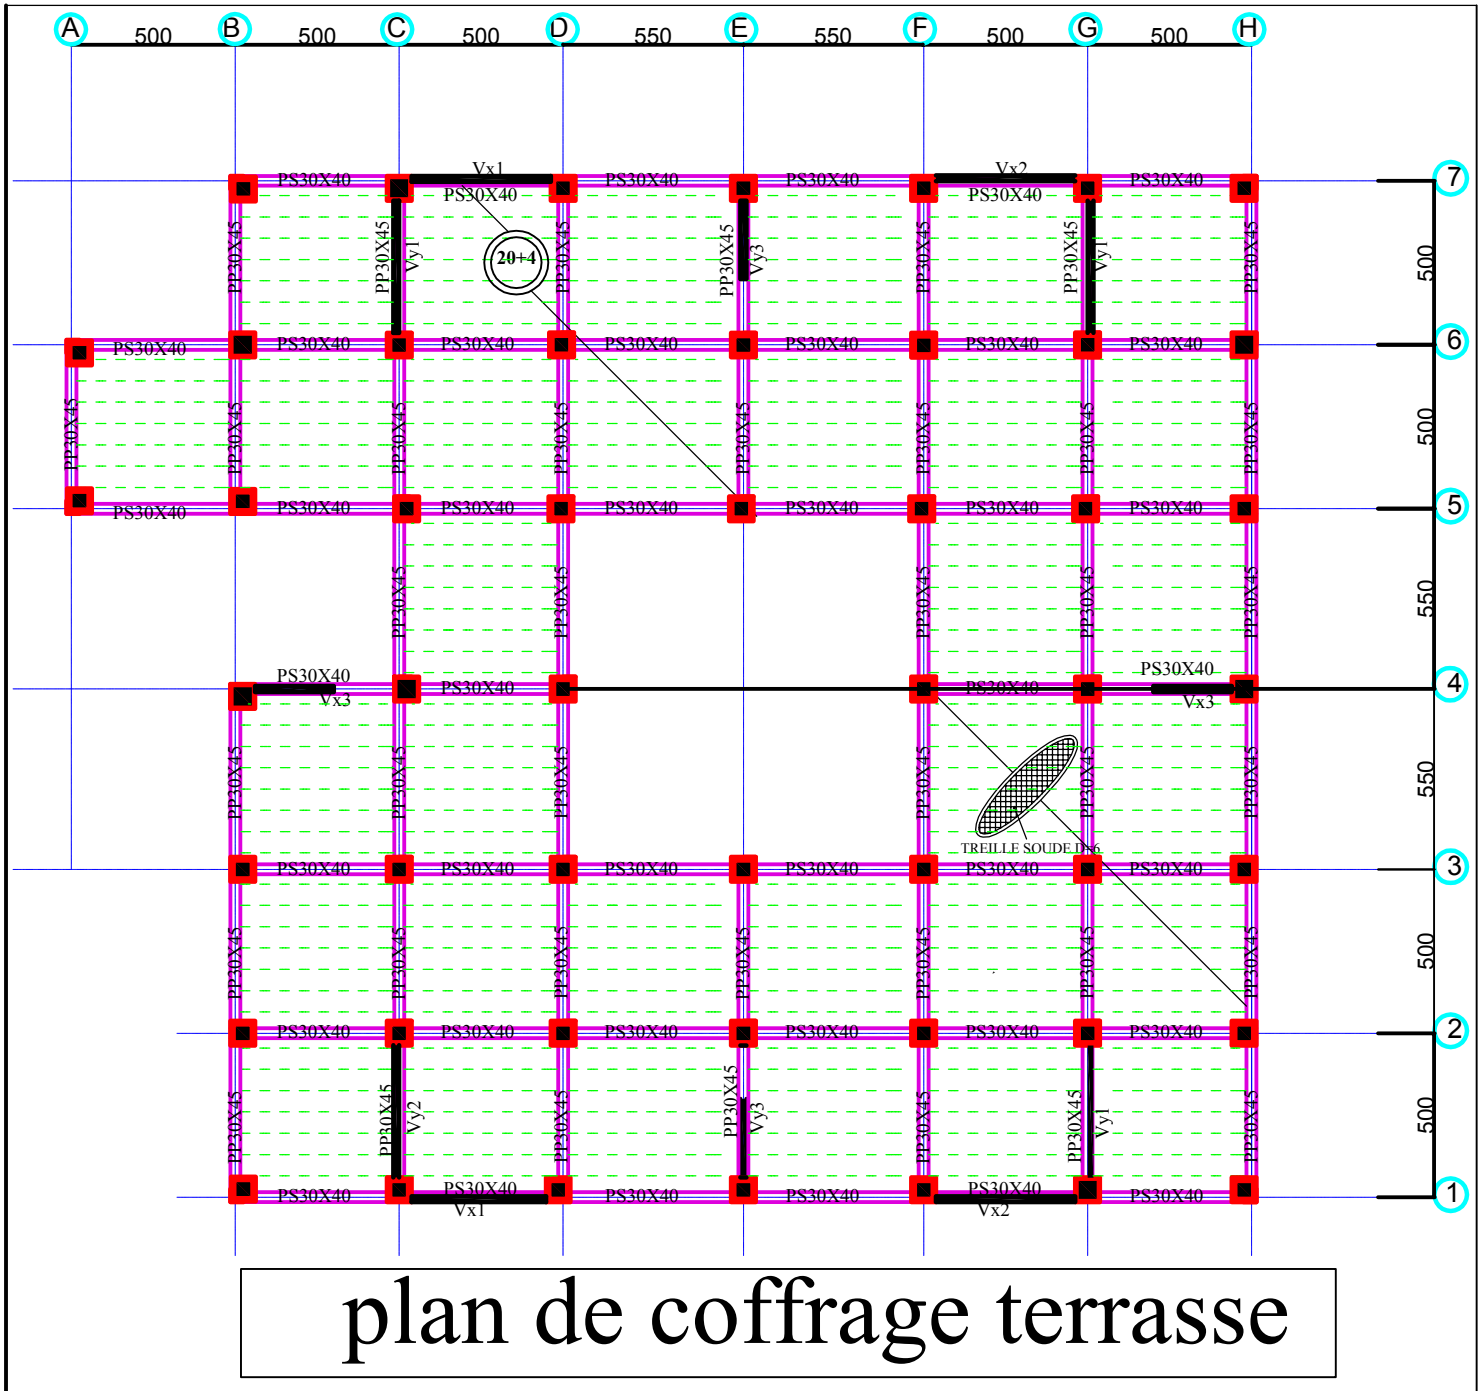 A B C D E F G H
500 500 500 550 550 500 500
Vx1 Vx2
PS30X40 PS30X40 PS30X40 PS30X40 PS30X40 PS30X40 7
PP30X45 PP30X45 Vy1 20+4 PP30X45 PP30X45 Vy3 PP30X45 PP30X45 Vy1 PP30X45 500
PS30X40 PS30X40 PS30X40 PS30X40 PS30X40 PS30X40 PS30X40 6
PP30X45 PP30X45 PP30X45 PP30X45 PP30X45 PP30X45 PP30X45 PP30X45 500
PS30X40 PS30X40 PS30X40 PS30X40 PS30X40 PS30X40 PS30X40 5
PP30X45 PP30X45 PP30X45 PP30X45 PP30X45 550
PS30X40 PS30X40 PS30X40 PS30X40 4
Vx3 Vx3
PP30X45 PP30X45 PP30X45 PP30X45 PP30X45 PP30X45 550
TREILLE SOUDE D=6
PS30X40 PS30X40 PS30X40 PS30X40 PS30X40 PS30X40 3
PP30X45 PP30X45 PP30X45 PP30X45 PP30X45 PP30X45 PP30X45 500
PS30X40 PS30X40 PS30X40 PS30X40 PS30X40 PS30X40 2
PP30X45 PP30X45 Vy2 PP30X45 PP30X45 Vy3 PP30X45 PP30X45 Vy1 PP30X45 500
PS30X40 PS30X40 PS30X40 PS30X40 PS30X40 PS30X40 1
Vx1 Vx2
plan de coffrage terrasse